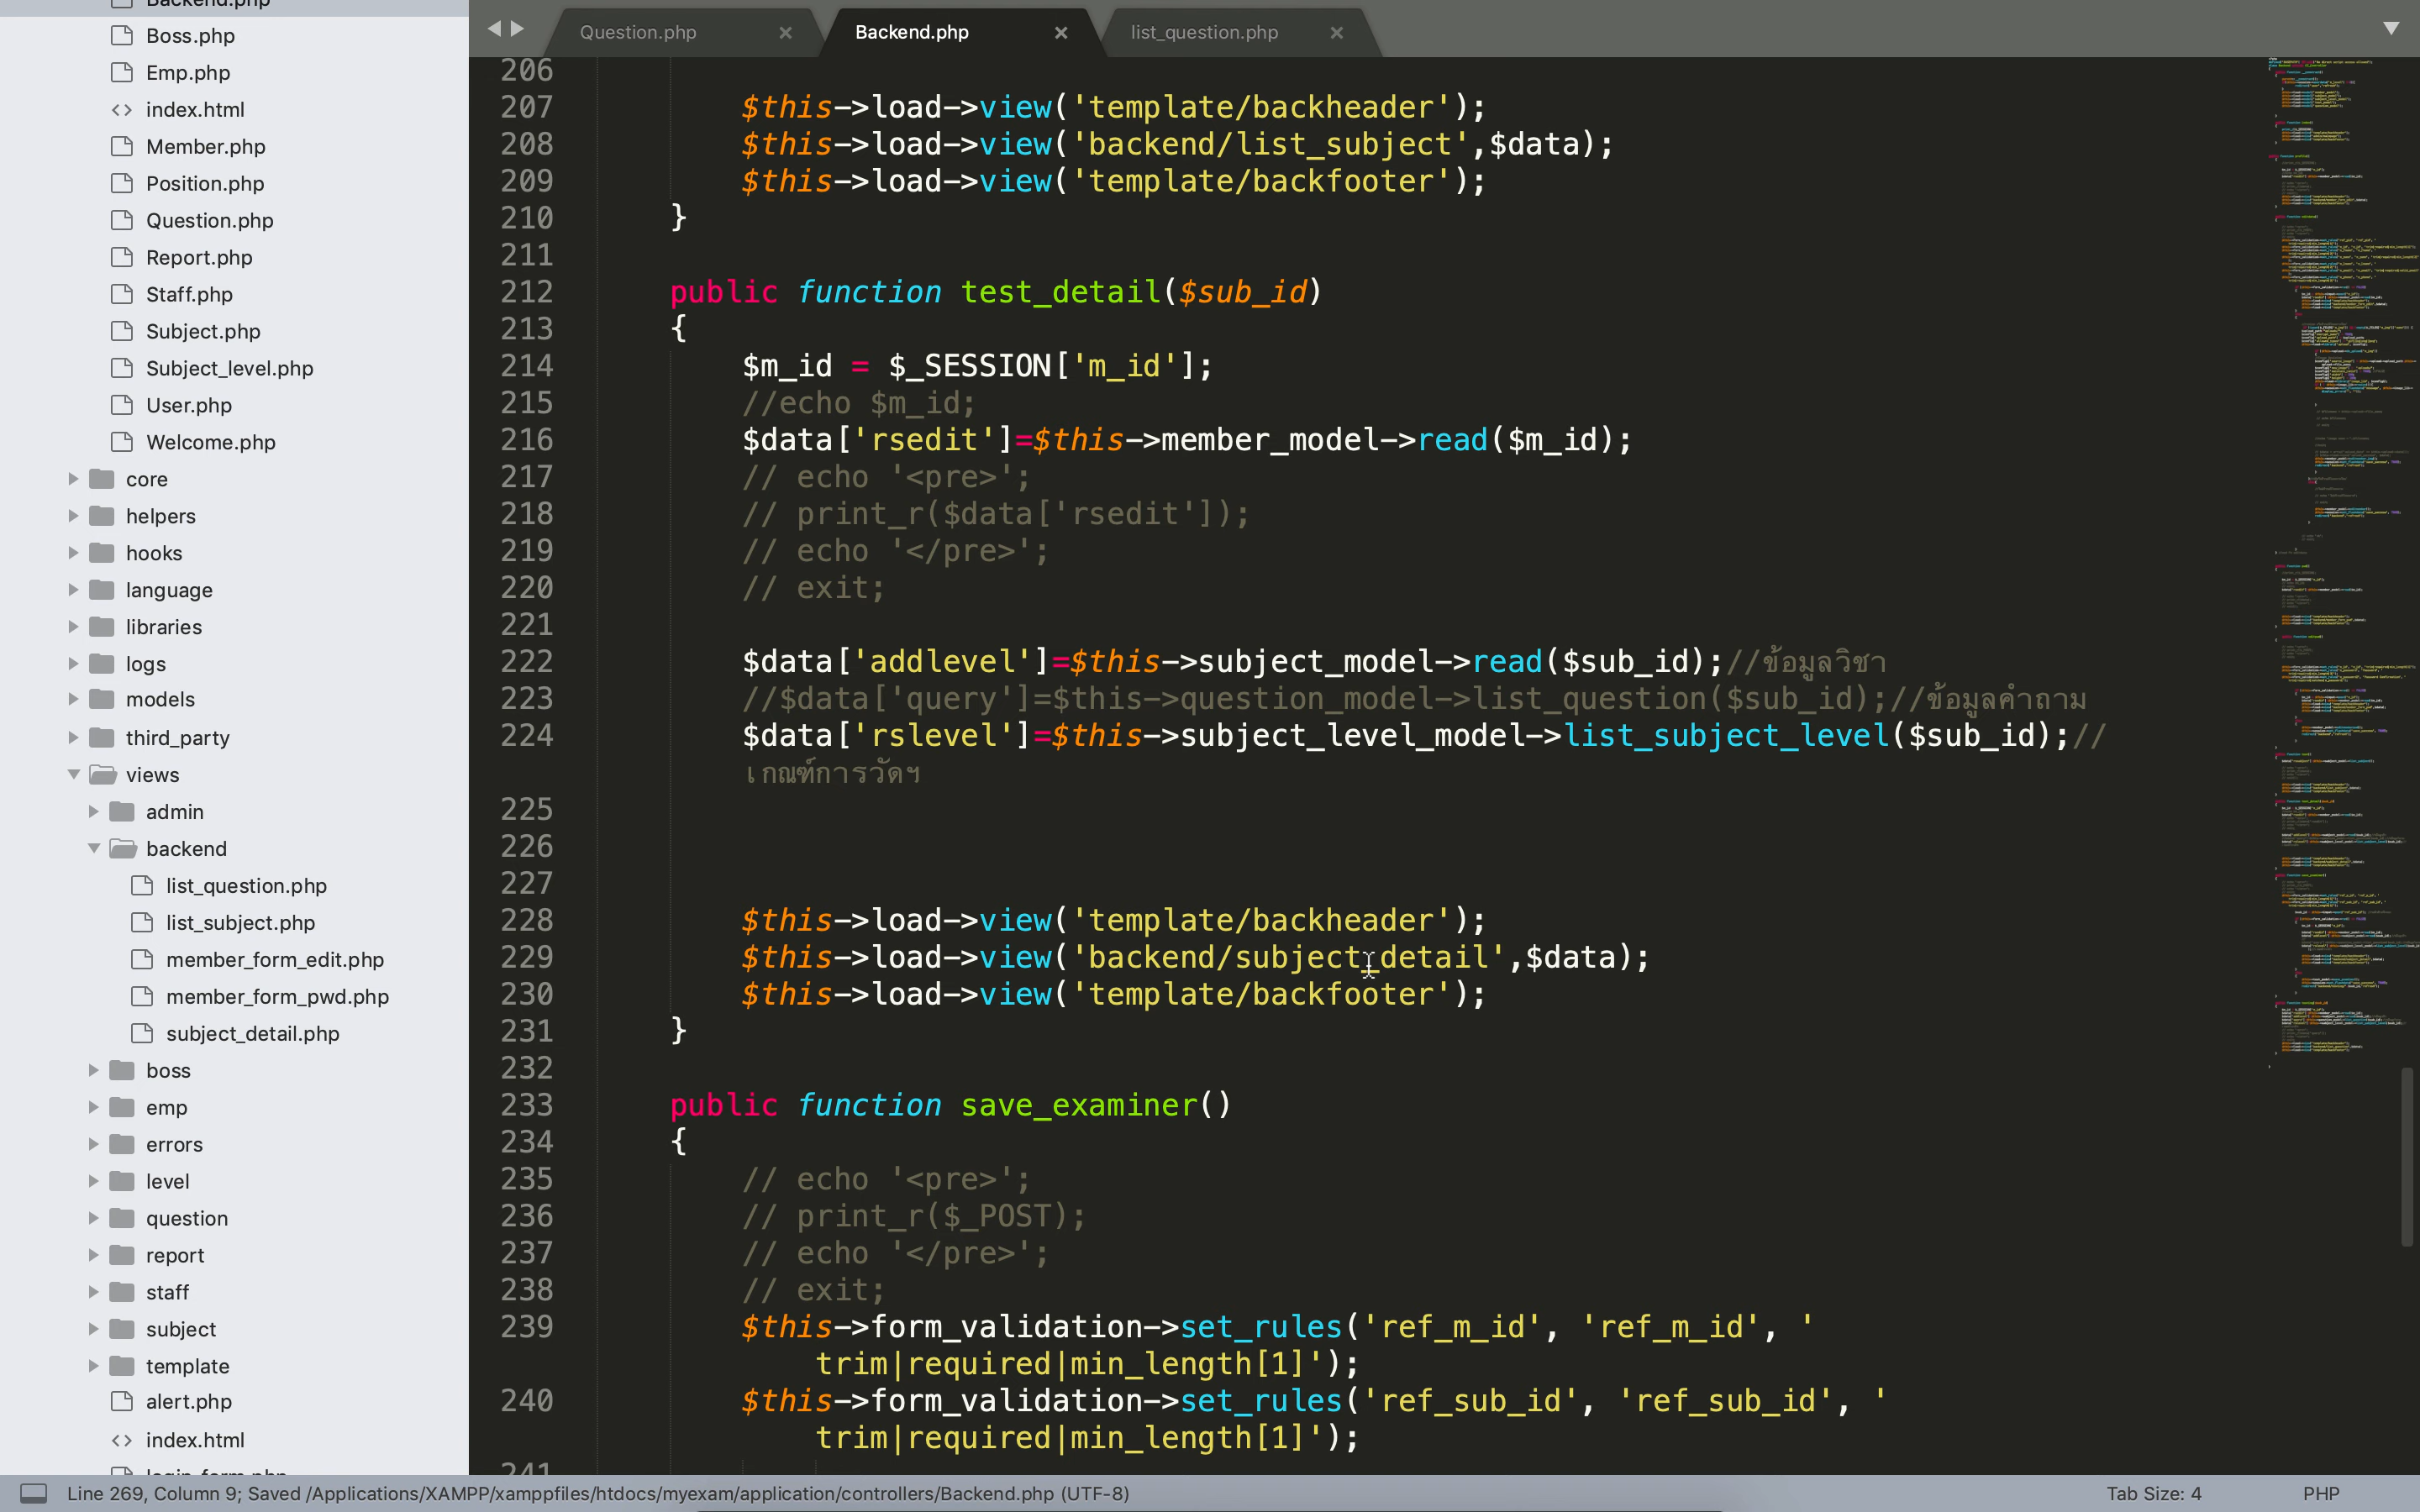 Backend.php
Boss.php
Emp.php
index.html
Member.php
Position.php
Question.php
Report.php
Staff.php
Subject.php
Subject_level.php
User.php
Welcome.php
core
helpers
hooks
language
libraries
logs
models
third_party
views
admin
backend
list_question.php
list_subject.php
member_form_edit.php
member_form_pwd.php
subject_detail.php
boss
emp
errors
level
question
report
staff
subject
template
alert.php
index.html
login_form.php
Question.php
Backend.php
list_question.php
206
207 $this->load->view('template/backheader');
208 $this->load->view('backend/list_subject',$data);
209 $this->load->view('template/backfooter');
210 }
211
212 public function test_detail($sub_id)
213 {
214 $m_id = $_SESSION['m_id'];
215 //echo $m_id;
216 $data['rsedit']=$this->member_model->read($m_id);
217 // echo '<pre>';
218 // print_r($data['rsedit']);
219 // echo '</pre>';
220 // exit;
221
222 $data['addlevel']=$this->subject_model->read($sub_id);//ข้อมูลวิชา
223 //$data['query']=$this->question_model->list_question($sub_id);//ข้อมูลคำถาม
224 $data['rslevel']=$this->subject_level_model->list_subject_level($sub_id);//
เกณฑ์การวัดฯ
225
226
227
228 $this->load->view('template/backheader');
229 $this->load->view('backend/subject_detail',$data);
230 $this->load->view('template/backfooter');
231 }
232
233 public function save_examiner()
234 {
235 // echo '<pre>';
236 // print_r($_POST);
237 // echo '</pre>';
238 // exit;
239 $this->form_validation->set_rules('ref_m_id', 'ref_m_id', '
trim|required|min_length[1]');
240 $this->form_validation->set_rules('ref_sub_id', 'ref_sub_id', '
trim|required|min_length[1]');
241
Line 269, Column 9; Saved /Applications/XAMPP/xamppfiles/htdocs/myexam/application/controllers/Backend.php (UTF-8)
Tab Size: 4
PHP